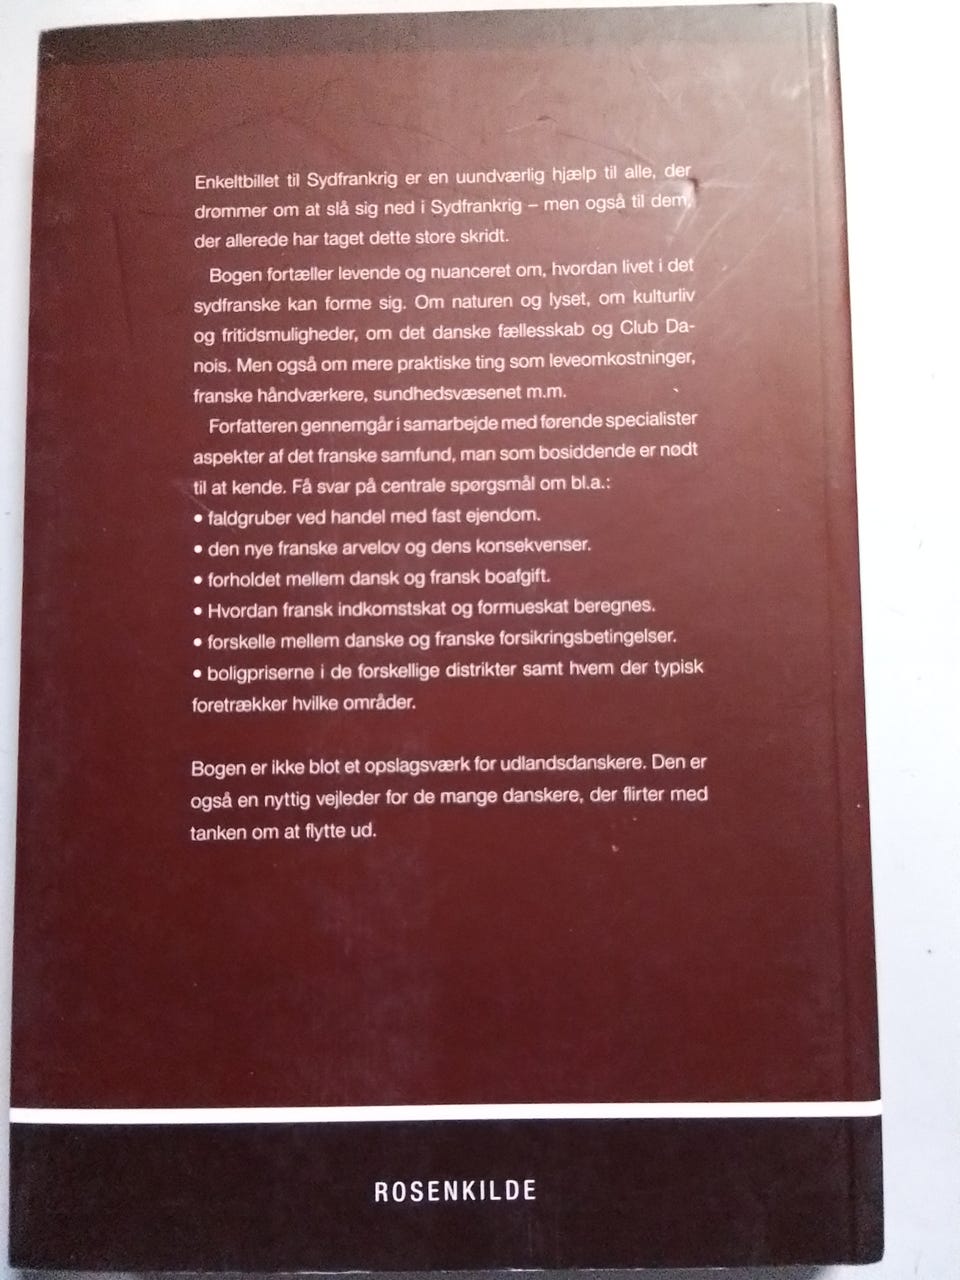 Enkeltbillet til Sydfrankrig er en uundværlig hjælp til alle, der
drømmer om at slå sig ned i Sydfrankrig – men også til dem,
der allerede har taget dette store skridt.
Bogen fortæller levende og nuanceret om, hvordan livet i det
sydfranske kan forme sig. Om naturen og lyset, om kulturliv
og fritidsmuligheder, om det danske fællesskab og Club Da-
nois. Men også om mere praktiske ting som leveomkostninger,
franske håndværkere, sundhedsvæsenet m.m.
Forfatteren gennemgår i samarbejde med førende specialister
aspekter af det franske samfund, man som bosiddende er nødt
til at kende. Få svar på centrale spørgsmål om bl.a.:
• faldgruber ved handel med fast ejendom.
• den nye franske arvelov og dens konsekvenser.
• forholdet mellem dansk og fransk boafgift.
• Hvordan fransk indkomstskat og formueskat beregnes.
• forskelle mellem danske og franske forsikringsbetingelser.
• boligpriserne i de forskellige distrikter samt hvem der typisk
foretrækker hvilke områder.
Bogen er ikke blot et opslagsværk for udlandsdanskere. Den er
også en nyttig vejleder for de mange danskere, der flirter med
tanken om at flytte ud.
ROSENKILDE